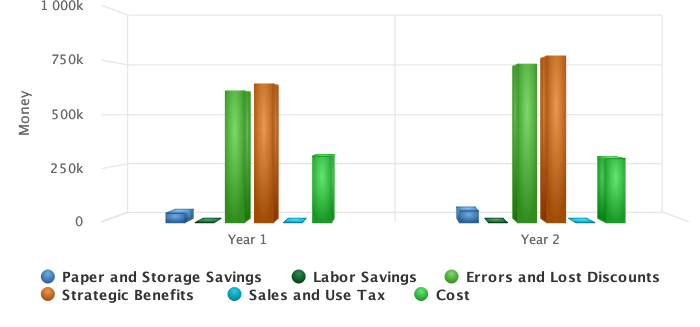 1 000k
750k
500k
250k
0
Money
Year 1
Year 2
Paper and Storage Savings
Labor Savings
Errors and Lost Discounts
Strategic Benefits
Sales and Use Tax
Cost